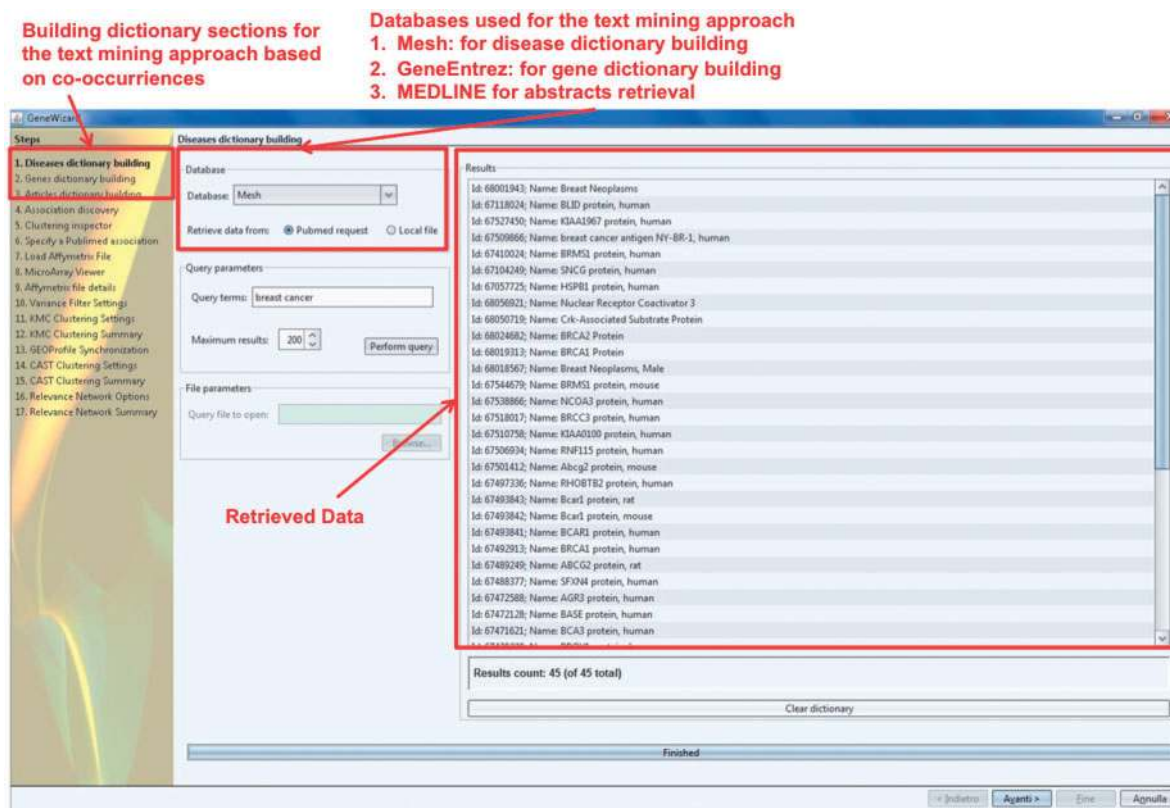 Building dictionary sections for
the text mining approach based
on co-occurriences
Databases used for the text mining approach
1. Mesh: for disease dictionary building
2. GeneEntrez: for gene dictionary building
3. MEDLINE for abstracts retrieval
GeneWizard
Steps
1. Diseases dictionary building
2. Genes dictionary building
3. Articles dictionary building
4. Association discovery
5. Clustering inspector
6. Specify a Publimed association
7. Load Affymetrix File
8. MicroArray Viewer
9. Affymetrix file details
10. Variance Filter Settings
11. KMC Clustering Settings
12. KMC Clustering Summary
13. GEOProfile Synchronization
14. CAST Clustering Settings
15. CAST Clustering Summary
16. Relevance Network Options
17. Relevance Network Summary
Diseases dictionary building
Database
Database: Mesh
Retrieve data from: Pubmed request Local file
Query parameters
Query terms: breast cancer
Maximum results: 200 Perform query
File parameters
Query file to open:
Browse...
Retrieved Data
Results
Id: 68001943; Name: Breast Neoplasms
Id: 67118024; Name: BLID protein, human
Id: 67527450; Name: KIAA1967 protein, human
Id: 67509866; Name: breast cancer antigen NY-BR-1, human
Id: 67410024; Name: BRMS1 protein, human
Id: 67104249; Name: SNCG protein, human
Id: 67057725; Name: HSPB1 protein, human
Id: 68056921; Name: Nuclear Receptor Coactivator 3
Id: 68050719; Name: Crk-Associated Substrate Protein
Id: 68024682; Name: BRCA2 Protein
Id: 68019313; Name: BRCA1 Protein
Id: 68018567; Name: Breast Neoplasms, Male
Id: 67544679; Name: BRMS1 protein, mouse
Id: 67538866; Name: NCOA3 protein, human
Id: 67518017; Name: BRCC3 protein, human
Id: 67510758; Name: KIAA0100 protein, human
Id: 67506934; Name: RNF115 protein, human
Id: 67501412; Name: Abcg2 protein, mouse
Id: 67497336; Name: RHOBTB2 protein, human
Id: 67493843; Name: Bcar1 protein, rat
Id: 67493842; Name: Bcar1 protein, mouse
Id: 67493841; Name: BCAR1 protein, human
Id: 67492913; Name: BRCA1 protein, human
Id: 67489249; Name: ABCG2 protein, rat
Id: 67488377; Name: SFXN4 protein, human
Id: 67472588; Name: AGR3 protein, human
Id: 67472128; Name: BASE protein, human
Id: 67471621; Name: BCA3 protein, human
Results count: 45 (of 45 total)
Clear dictionary
Finished
< Indietro
Avanti >
Fine
Annulla